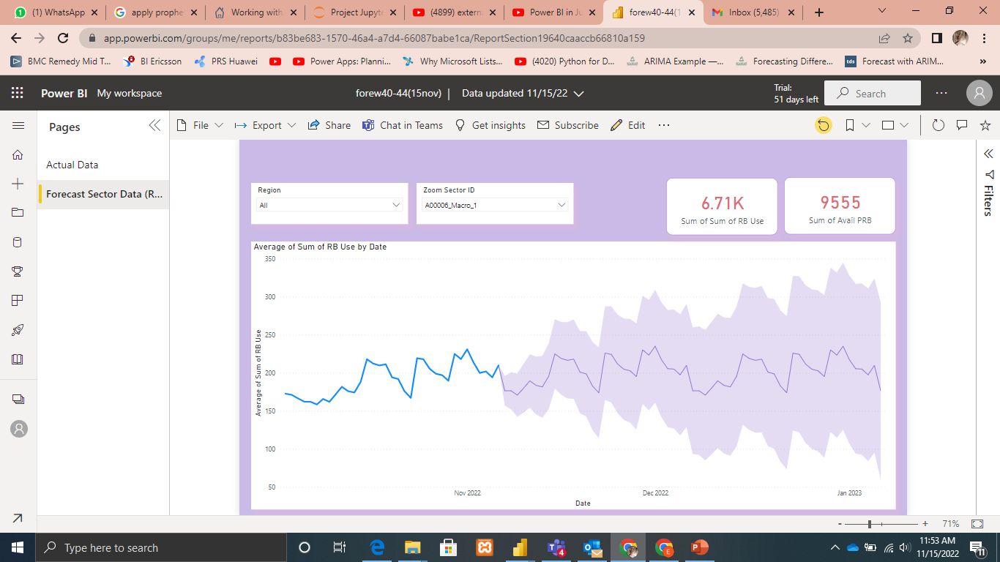 (1) WhatsApp
apply prophe
Working with
Project Jupyte
(4899) extern
Power BI in Ju
forew40-44(1
Inbox (5,485)
app.powerbi.com/groups/me/reports/b83be683-1570-46a4-a7d4-66087babe1ca/ReportSection19640caaccb66810a159
BMC Remedy Mid T...
BI Ericsson
PRS Huawei
Power Apps: Planni...
Why Microsoft Lists...
(4020) Python for D...
ARIMA Example —...
Forecasting Differe...
tds
Forecast with ARIM...
»
Power BI My workspace
forew40-44(15nov) | Data updated 11/15/22
Trial:
51 days left
Search
Pages
File
Export
Share
Chat in Teams
Get insights
Subscribe
Edit
Actual Data
Forecast Sector Data (R...
Filters
Region
All
Zoom Sector ID
A00006_Macro_1
6.71K
Sum of Sum of RB Use
9555
Sum of Avail PRB
Average of Sum of RB Use by Date
Average of Sum of RB Use
350
300
250
200
150
100
50
Nov 2022
Dec 2022
Jan 2023
Date
- + 71%
Type here to search
4
E
11:53 AM
11/15/2022
11